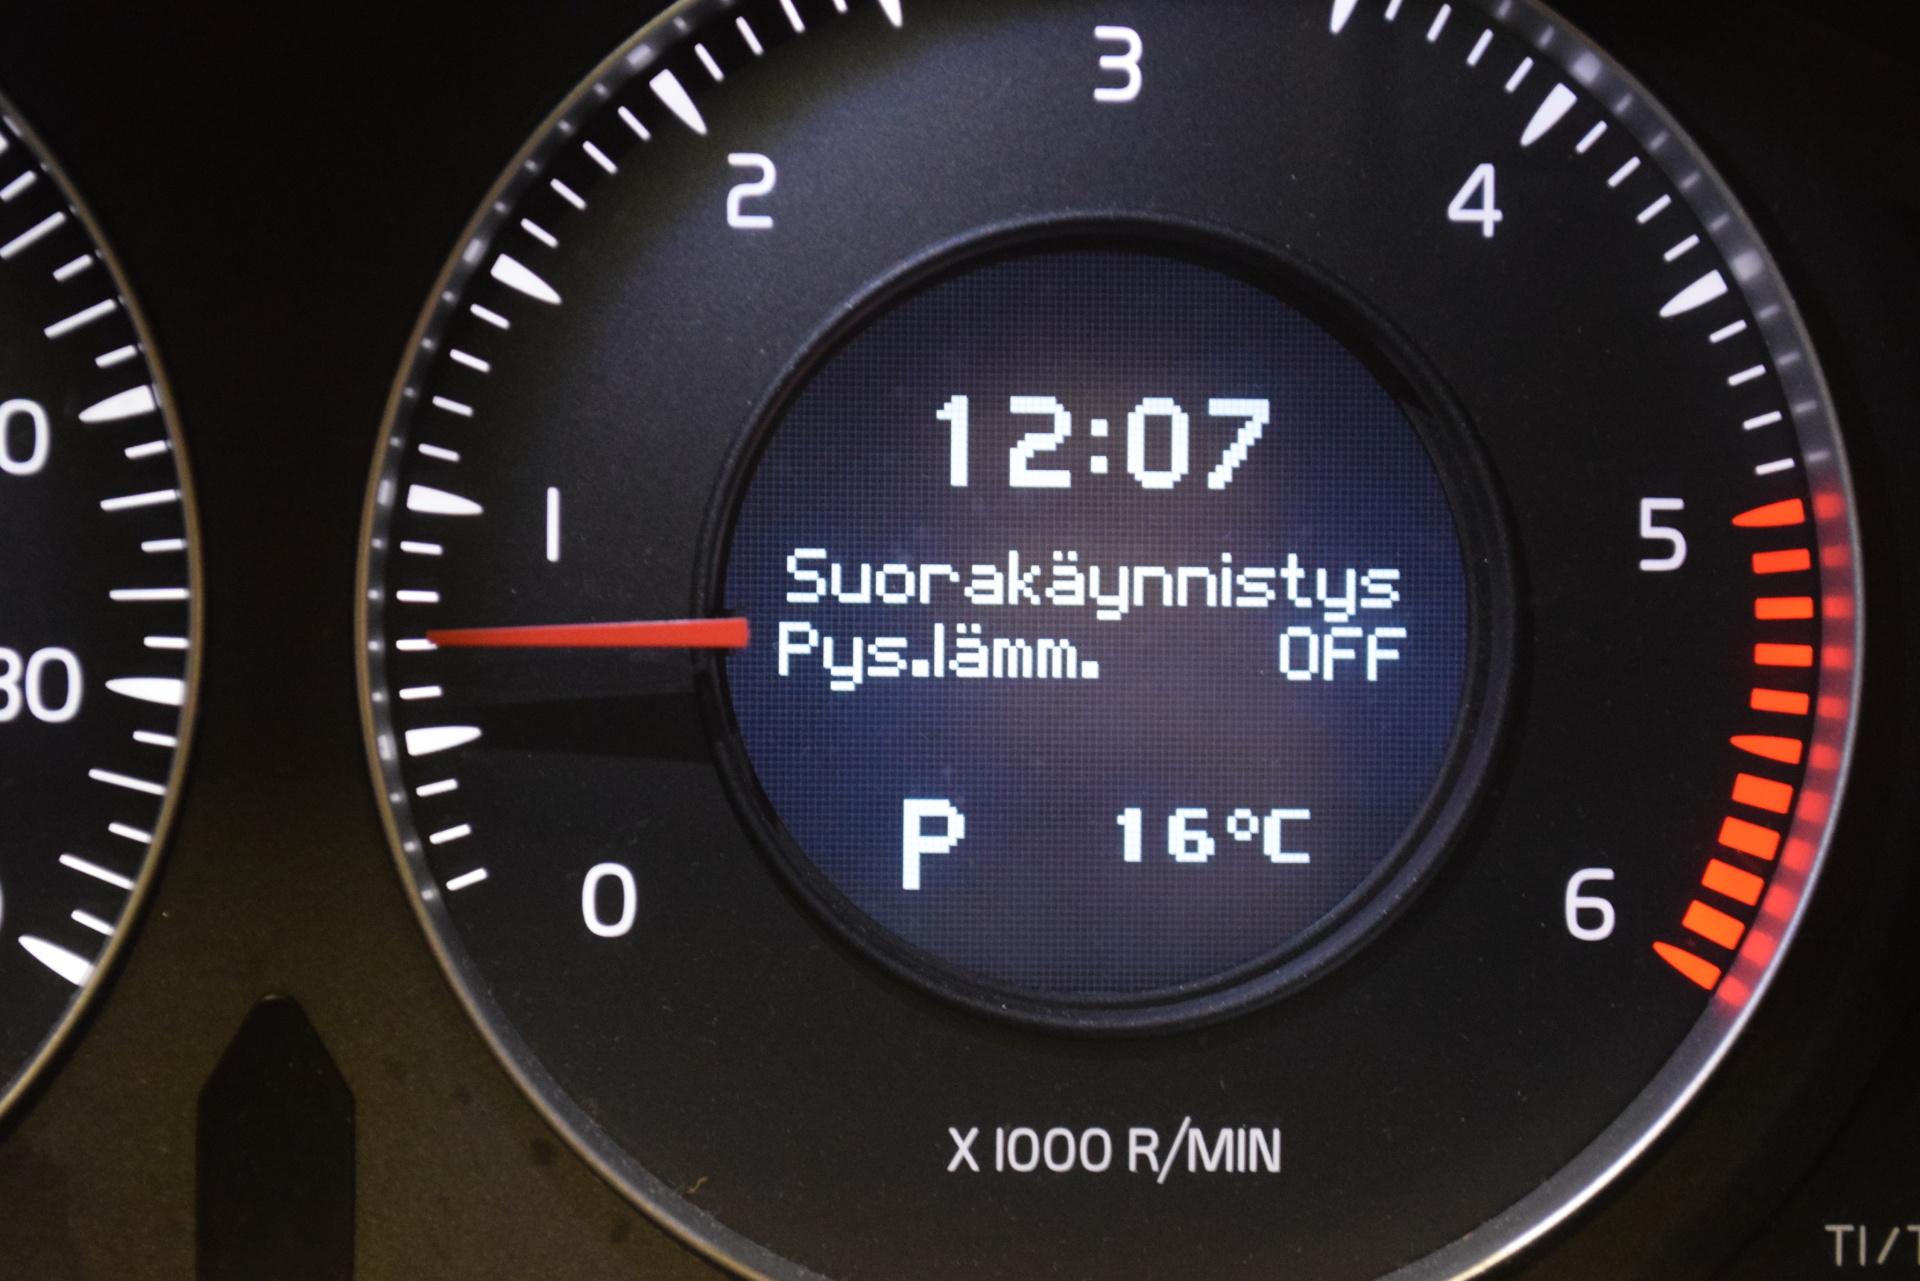 3
2
4
12:07
1
5
Suorakäynnistys
Pys.lämm. OFF
P 16°C
0
6
X 1000 R/MIN